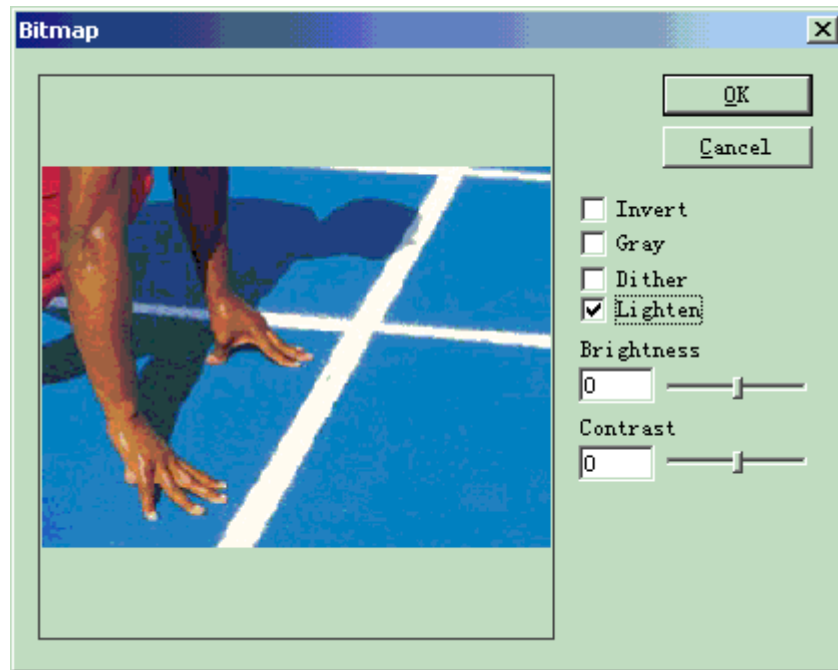 Bitmap
OK
Cancel
Invert
Gray
Dither
Lighten
Brightness
0
Contrast
0